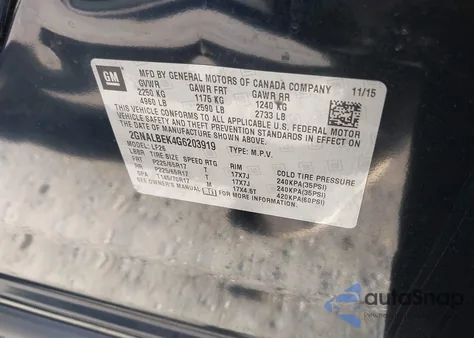 GM
MFD BY GENERAL MOTORS OF CANADA COMPANY
GVWR GAWR FRT GAWR RR 11/15
2250 KG 1175 KG 1240 KG
4960 LB 2590 LB 2733 LB
THIS VEHICLE CONFORMS TO ALL APPLICABLE U.S. FEDERAL MOTOR
VEHICLE SAFETY AND THEFT PREVENTION STANDARDS IN EFFECT
ON THE DATE OF MANUFACTURE SHOWN ABOVE.
2GNALBEK4G6203919 TYPE: M.P.V.
MODEL:
TIRE SIZE SPEED RTG RIM COLD TIRE PRESSURE
FRT P225/65R17 T 17X7J 240KPA(35PSI)
RR P225/65R17 T 17X7J 240KPA(35PSI)
SPA T145/70R17 M 17X4.5T 420KPA(60PSI)
SEE OWNER'S MANUAL FOR MORE INFORMATION
autoSnap